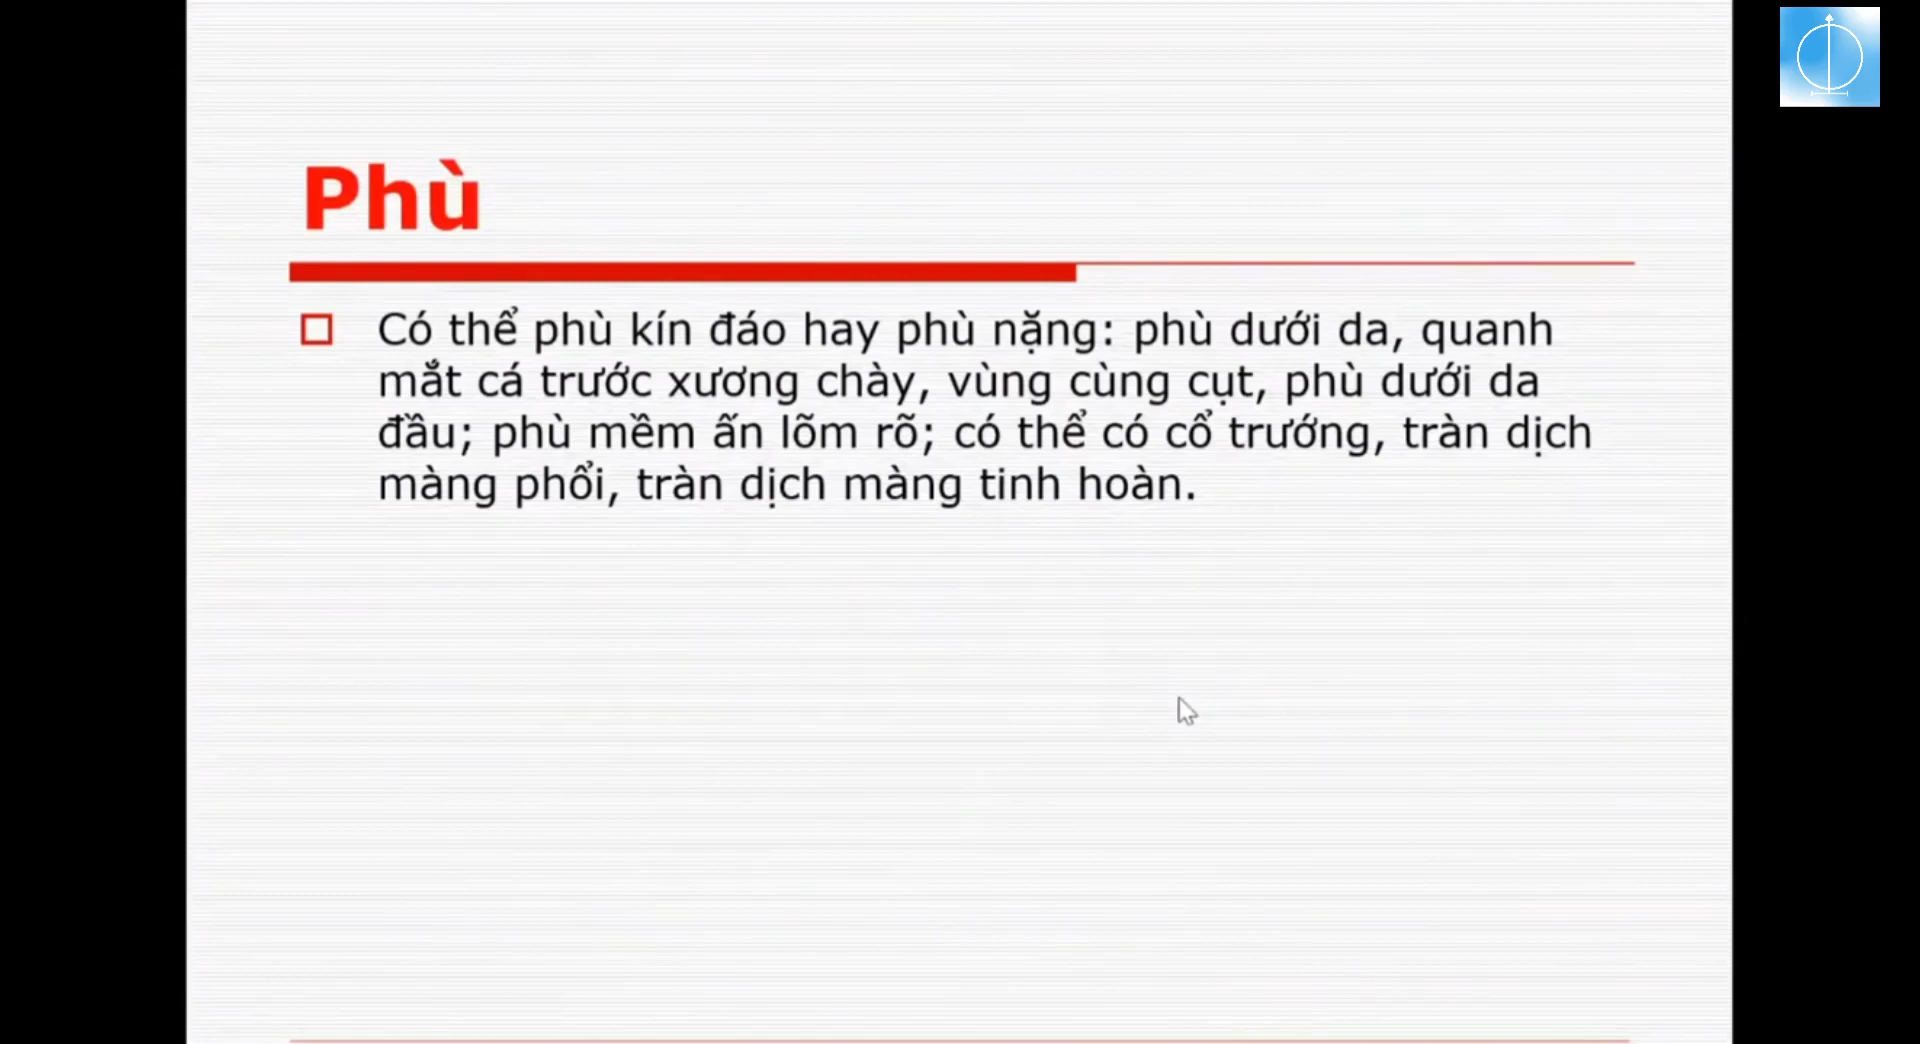 Phù
Có thể phù kín đáo hay phù nặng: phù dưới da, quanh
mắt cá trước xương chày, vùng cùng cụt, phù dưới da
đầu; phù mềm ấn lõm rõ; có thể có cổ trướng, tràn dịch
màng phổi, tràn dịch màng tinh hoàn.